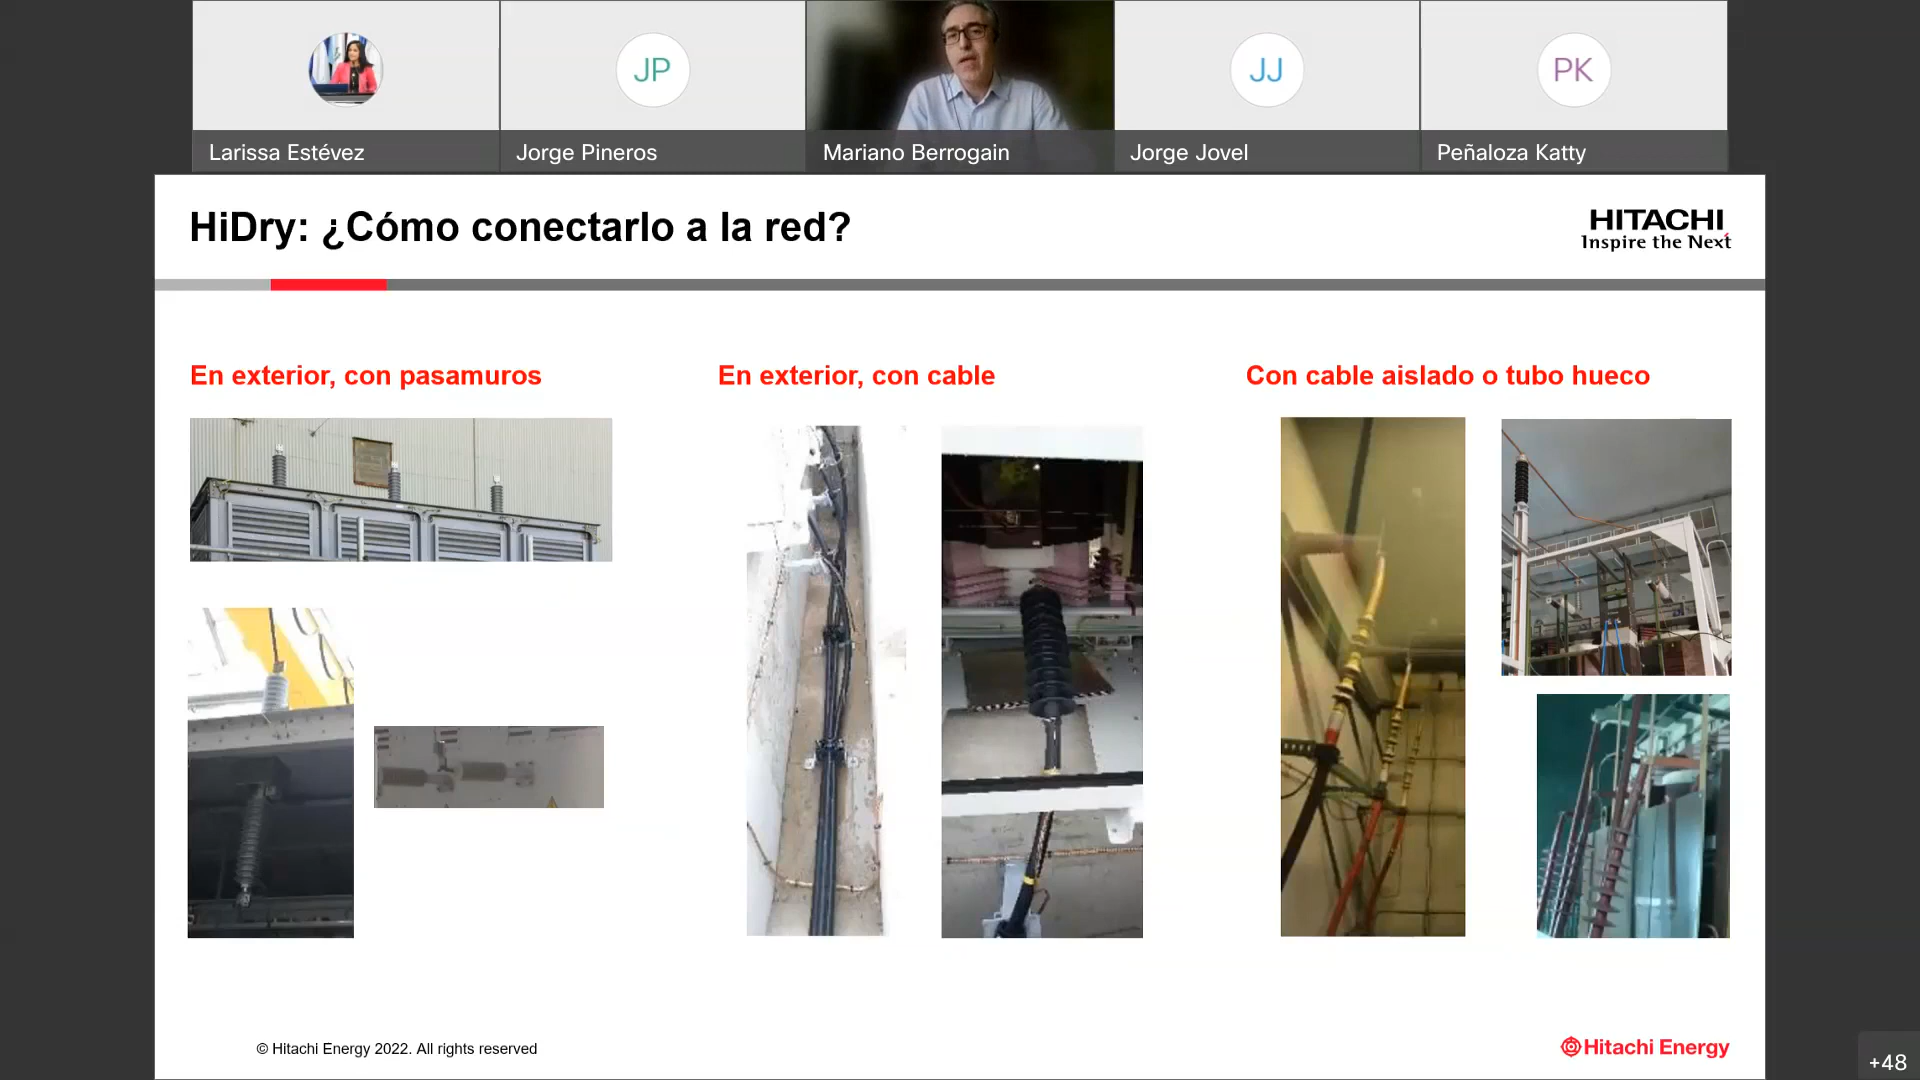 JP
JJ
PK
Larissa Estévez
Jorge Pineros
Mariano Berrogain
Jorge Jovel
Peñaloza Katty
HiDry: ¿Cómo conectarlo a la red?
HITACHI
Inspire the Next
En exterior, con pasamuros
En exterior, con cable
Con cable aislado o tubo hueco
© Hitachi Energy 2022. All rights reserved
Hitachi Energy
+48